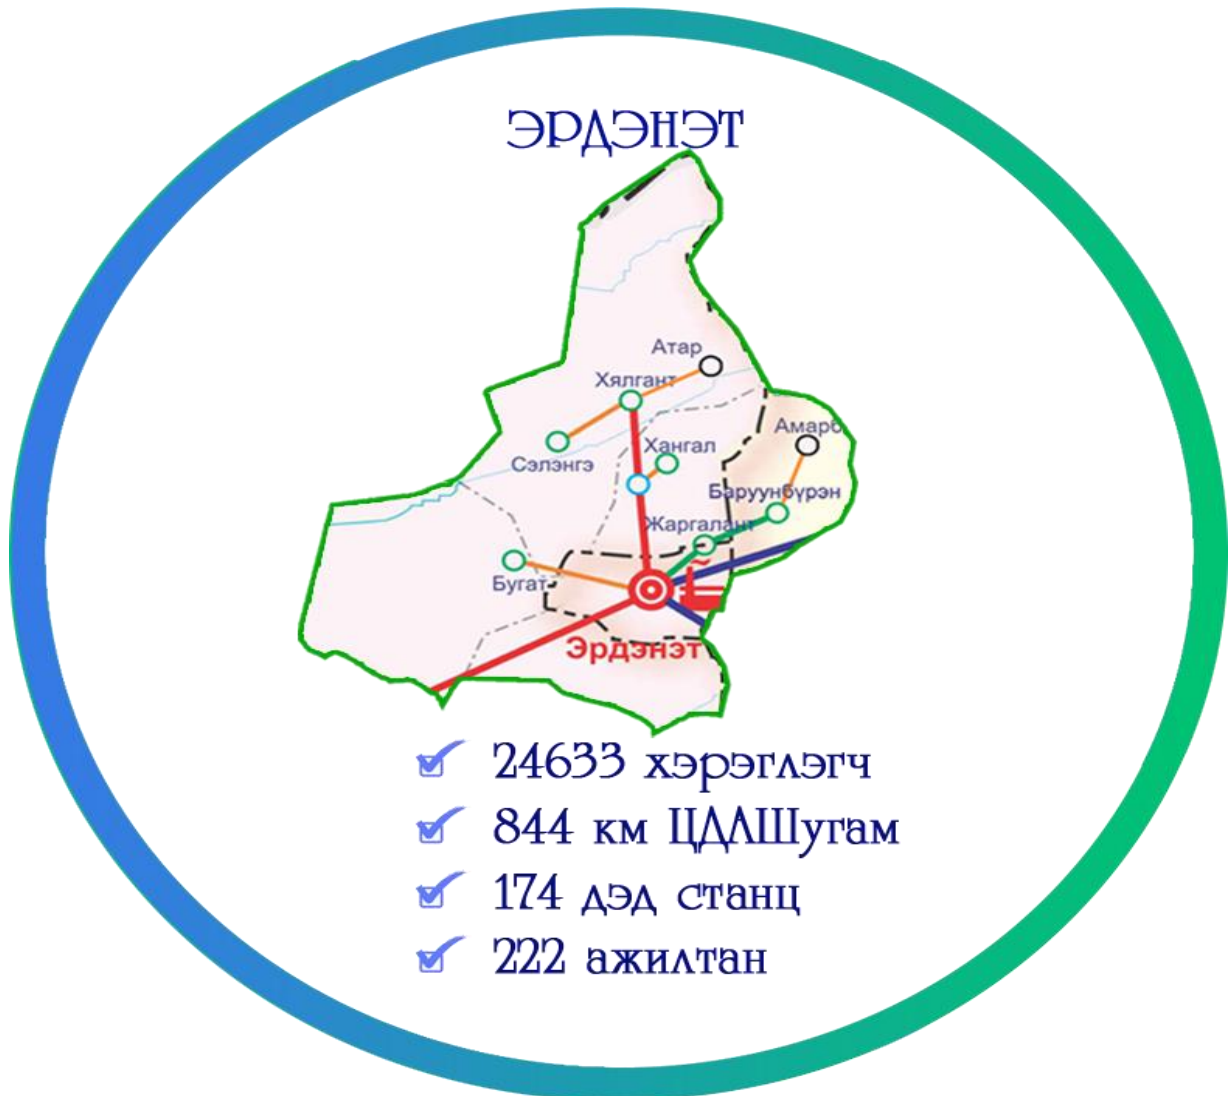 ЭРДЭНЭТ
Атар
Хялгант
Амарб
Хангал
Сэлэнгэ
Баруунбүрэн
Жаргалант
Бугат
Эрдэнэт
24633 хэрэглэгч
844 км ЦДАШугам
174 дэд станц
222 ажилтан